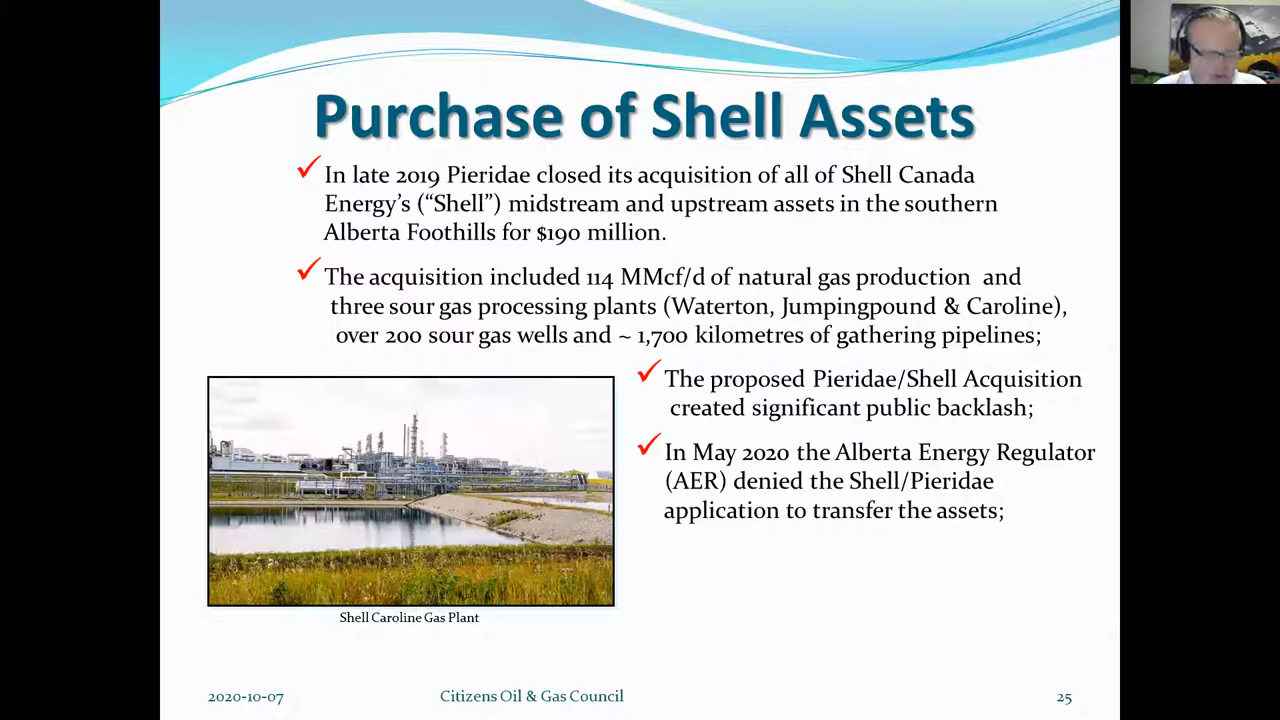 Purchase of Shell Assets
In late 2019 Pieridae closed its acquisition of all of Shell Canada
Energy's (“Shell”) midstream and upstream assets in the southern
Alberta Foothills for $190 million.
The acquisition included 114 MMcf/d of natural gas production and
three sour gas processing plants (Waterton, Jumpingpound & Caroline),
over 200 sour gas wells and ~ 1,700 kilometres of gathering pipelines;
The proposed Pieridae/Shell Acquisition
created significant public backlash;
In May 2020 the Alberta Energy Regulator
(AER) denied the Shell/Pieridae
application to transfer the assets;
Shell Caroline Gas Plant
2020-10-07
Citizens Oil & Gas Council
25